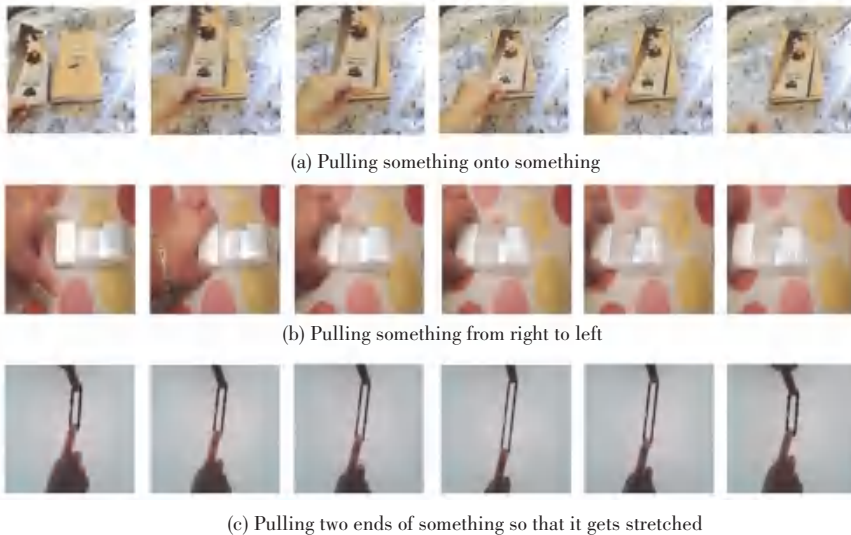 (a) Pulling something onto something
(b) Pulling something from right to left
(c) Pulling two ends of something so that it gets stretched